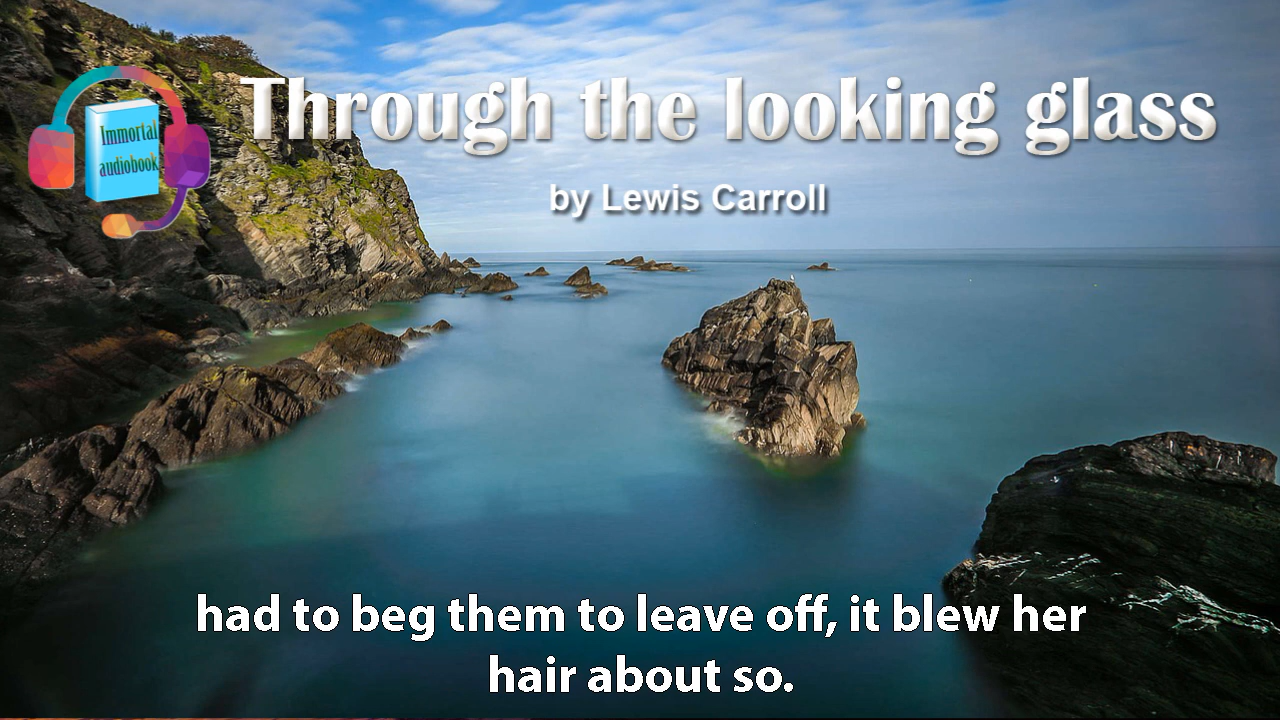 Through the looking glass
Immortal
audiobook
by Lewis Carroll
had to beg them to leave off, it blew her
hair about so.